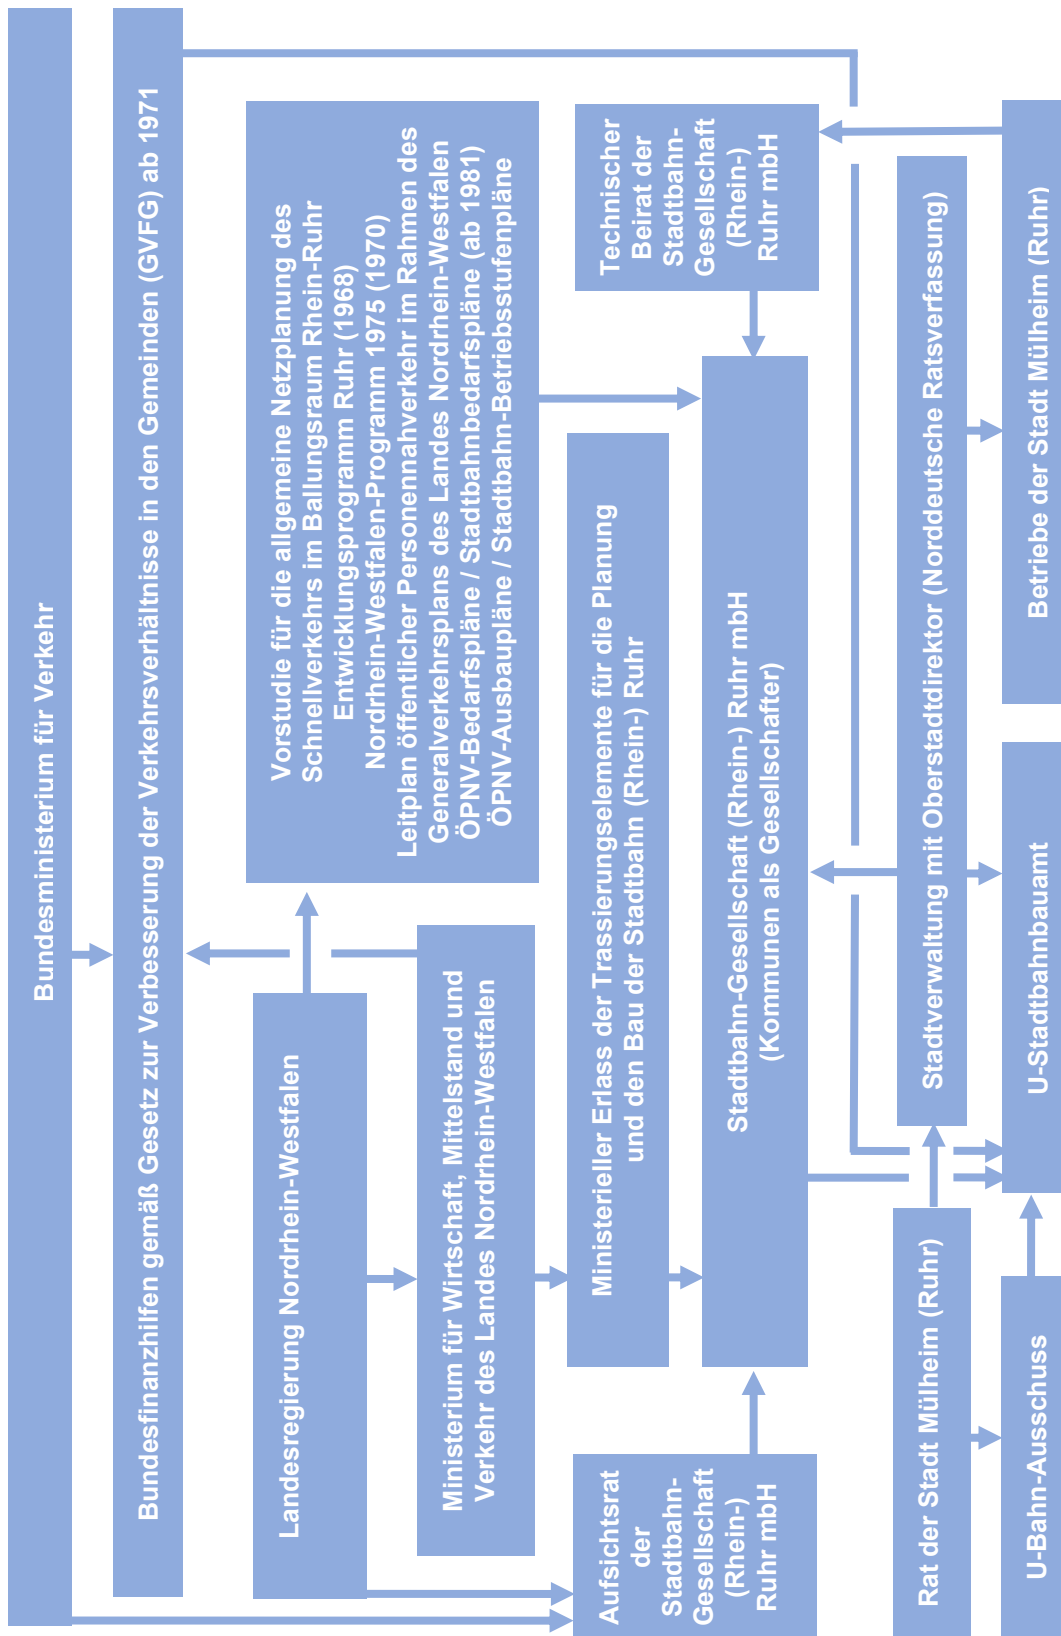 Bundesministerium für Verkehr
Bundesfinanzhilfen gemäß Gesetz zur Verbesserung der Verkehrsverhältnisse in den Gemeinden (GVFG) ab 1971
Landesregierung Nordrhein-Westfalen
Vorstudie für die allgemeine Netzplanung des
Schnellverkehrs im Ballungsraum Rhein-Ruhr
Entwicklungsprogramm Ruhr (1968)
Nordrhein-Westfalen-Programm 1975 (1970)
Leitplan öffentlicher Personennahverkehr im Rahmen des
Generalverkehrsplans des Landes Nordrhein-Westfalen
ÖPNV-Bedarfspläne / Stadtbahnbedarfspläne (ab 1981)
ÖPNV-Ausbaupläne / Stadtbahn-Betriebsstufenpläne
Ministerium für Wirtschaft, Mittelstand und
Verkehr des Landes Nordrhein-Westfalen
Ministerieller Erlass der Trassierungselemente für die Planung
und den Bau der Stadtbahn (Rhein-) Ruhr
Aufsichtsrat
der
Stadtbahn-
Gesellschaft
(Rhein-)
Ruhr mbH
Stadtbahn-Gesellschaft (Rhein-) Ruhr mbH
(Kommunen als Gesellschafter)
Technischer
Beirat der
Stadtbahn-
Gesellschaft
(Rhein-)
Ruhr mbH
Rat der Stadt Mülheim (Ruhr)
Stadtverwaltung mit Oberstadtdirektor (Norddeutsche Ratsverfassung)
U-Bahn-Ausschuss
U-Stadtbahnbauamt
Betriebe der Stadt Mülheim (Ruhr)